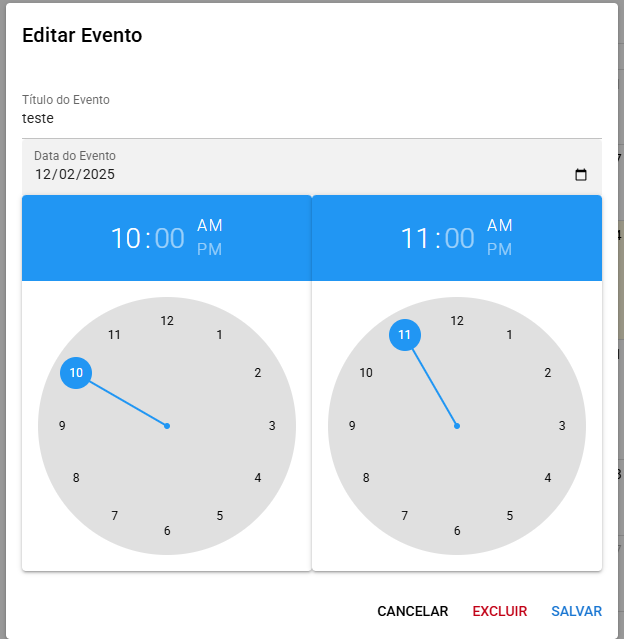 Editar Evento
Título do Evento
teste
Data do Evento
12/02/2025
10:00 AM PM
11:00 AM PM
12
11 1
10 2
9 3
8 4
7 5
6
12
11 1
10 2
9 3
8 4
7 5
6
CANCELAR EXCLUIR SALVAR